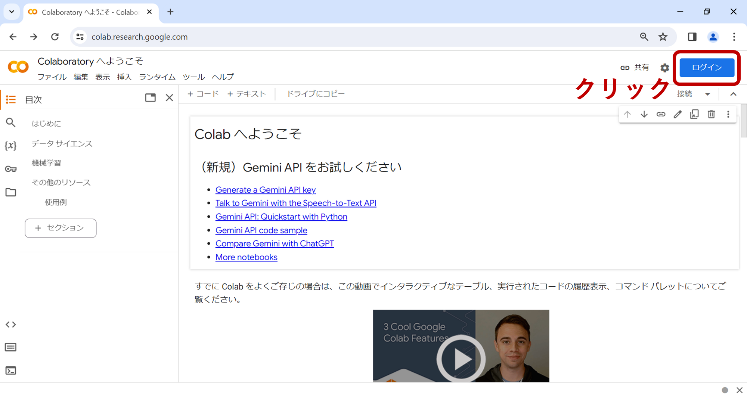 Colaboratory へようこそ - Colabo
colab.research.google.com
Colaboratory へようこそ
ファイル 編集 表示 挿入 ランタイム ツール ヘルプ
共有
ログイン
クリック
+ コード + テキスト ドライブにコピー
接続
目次
はじめに
データ サイエンス
機械学習
その他のリソース
使用例
+ セクション
Colab へようこそ
（新規）Gemini API をお試しください
• Generate a Gemini API key
• Talk to Gemini with the Speech-to-Text API
• Gemini API: Quickstart with Python
• Gemini API code sample
• Compare Gemini with ChatGPT
• More notebooks
すでに Colab をよくご存じの場合は、この動画でインタラクティブなテーブル、実行されたコードの履歴表示、コマンド パレットについてご
覧ください。
3 Cool Google
Colab Features